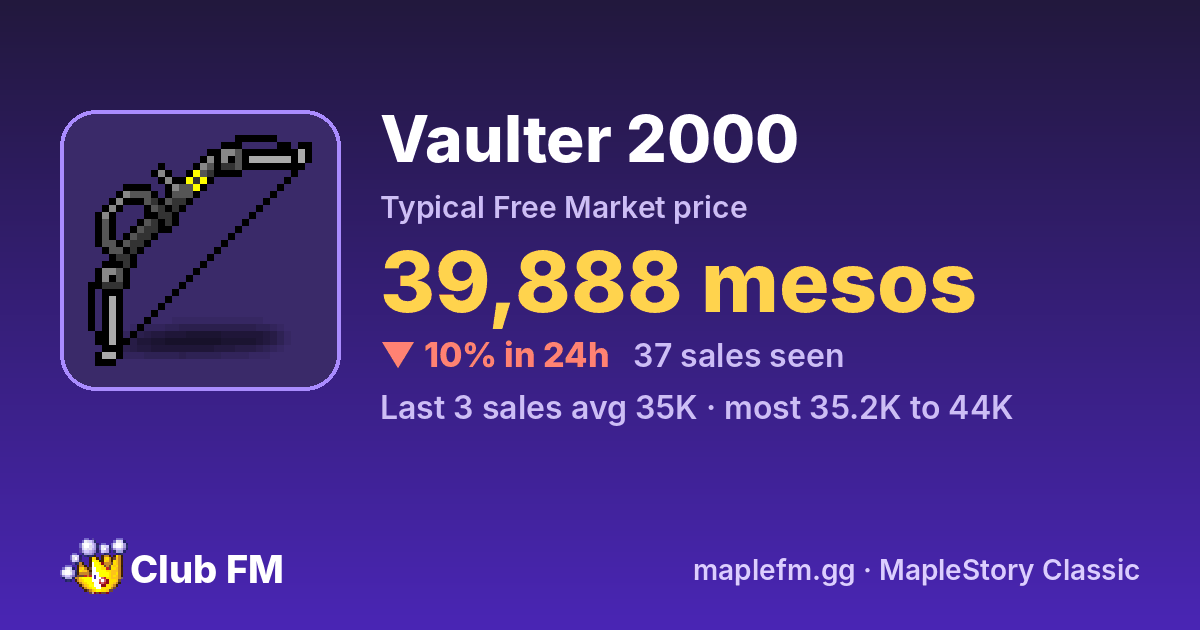 Vaulter 2000
Typical Free Market price
39,888 mesos
▼ 10% in 24h 37 sales seen
Last 3 sales avg 35K · most 35.2K to 44K
Club FM
maplefm.gg · MapleStory Classic